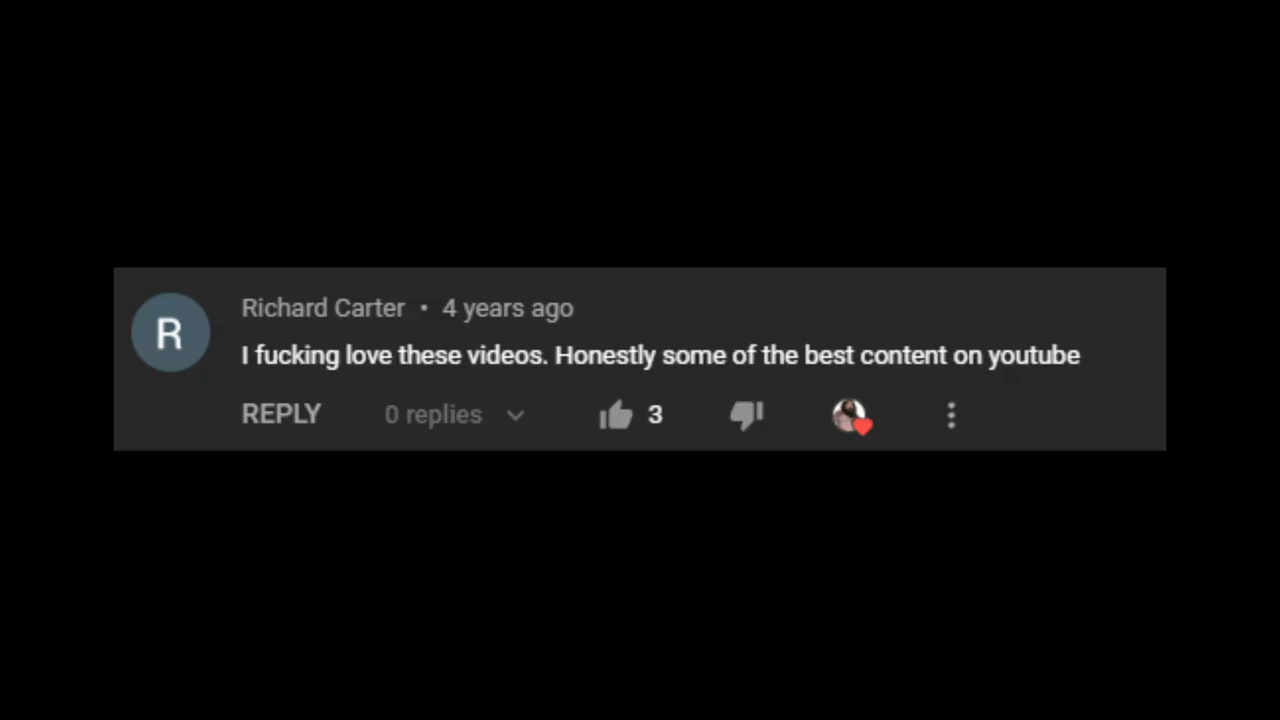 R
Richard Carter • 4 years ago
I fucking love these videos. Honestly some of the best content on youtube
REPLY 0 replies 3